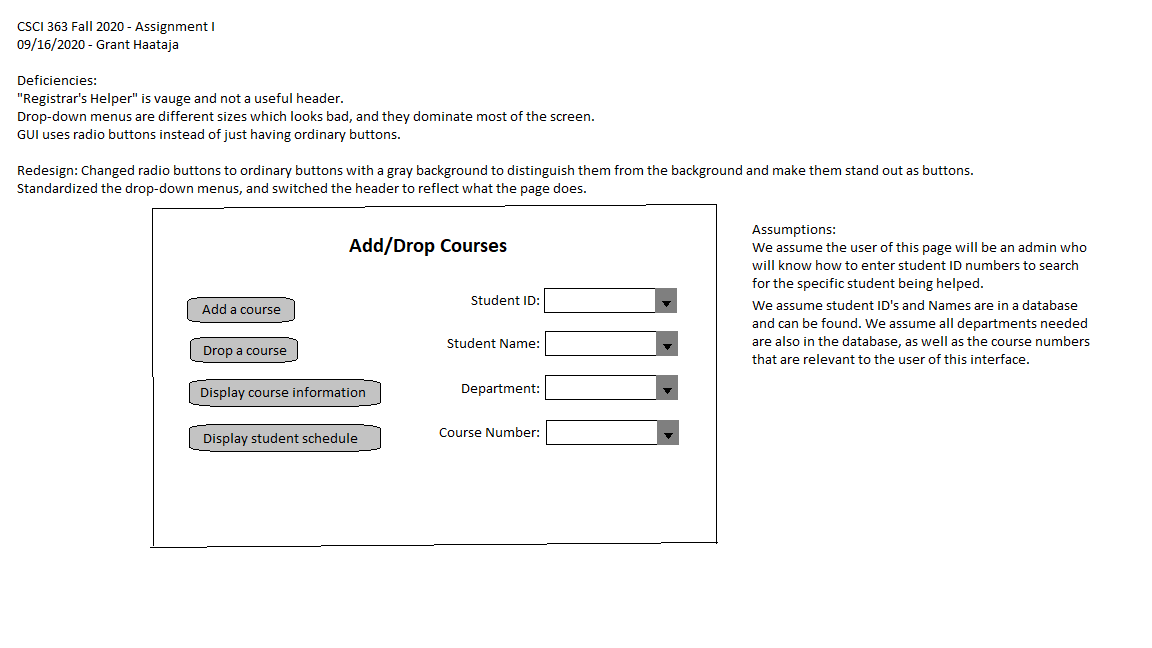 CSCI 363 Fall 2020 - Assignment I
09/16/2020 - Grant Haataja
Deficiencies:
"Registrar's Helper" is vauge and not a useful header.
Drop-down menus are different sizes which looks bad, and they dominate most of the screen.
GUI uses radio buttons instead of just having ordinary buttons.
Redesign: Changed radio buttons to ordinary buttons with a gray background to distinguish them from the background and make them stand out as buttons.
Standardized the drop-down menus, and switched the header to reflect what the page does.
Add/Drop Courses
Add a course
Drop a course
Display course information
Display student schedule
Student ID:
Student Name:
Department:
Course Number:
Assumptions:
We assume the user of this page will be an admin who
will know how to enter student ID numbers to search
for the specific student being helped.
We assume student ID's and Names are in a database
and can be found. We assume all departments needed
are also in the database, as well as the course numbers
that are relevant to the user of this interface.